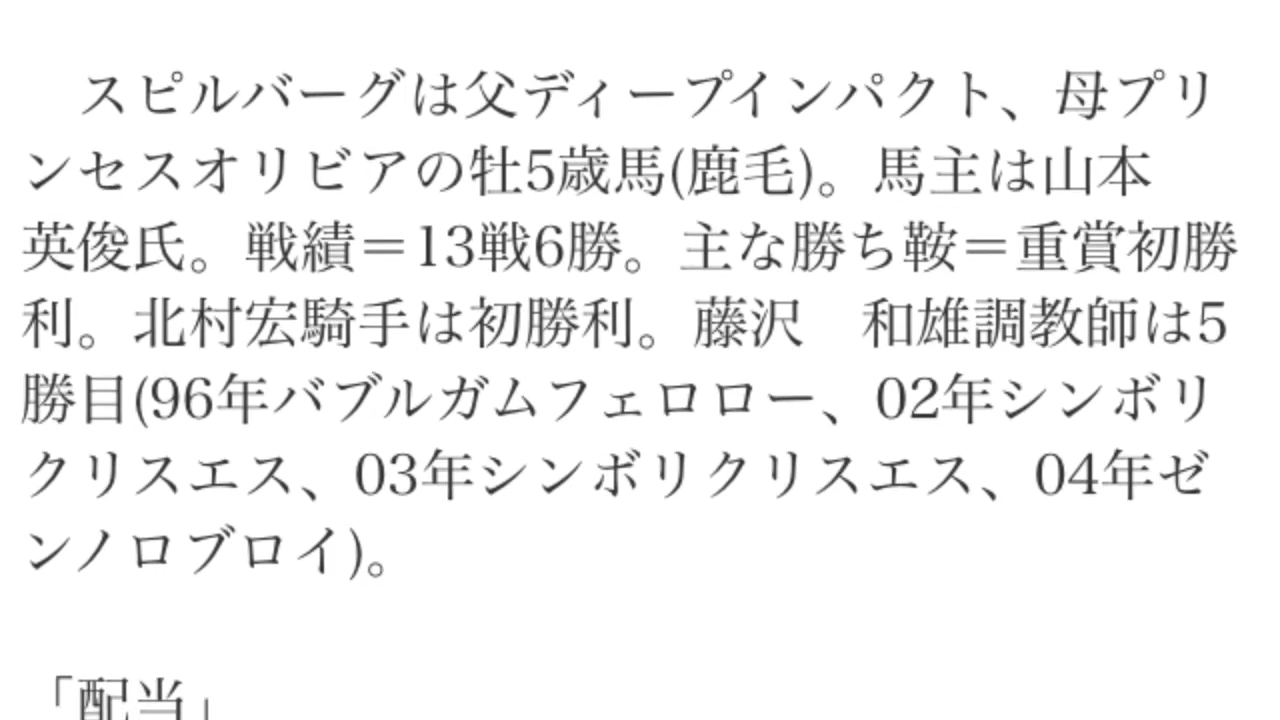 スピルバーグは父ディープインパクト、母プリ
ンセスオリビアの牡5歳馬(鹿毛)。馬主は山本
英俊氏。戦績＝13戦6勝。主な勝ち鞍＝重賞初勝
利。北村宏騎手は初勝利。藤沢　和雄調教師は5
勝目(96年バブルガムフェロロー、02年シンボリ
クリスエス、03年シンボリクリスエス、04年ゼ
ンノロブロイ)。
「配当」